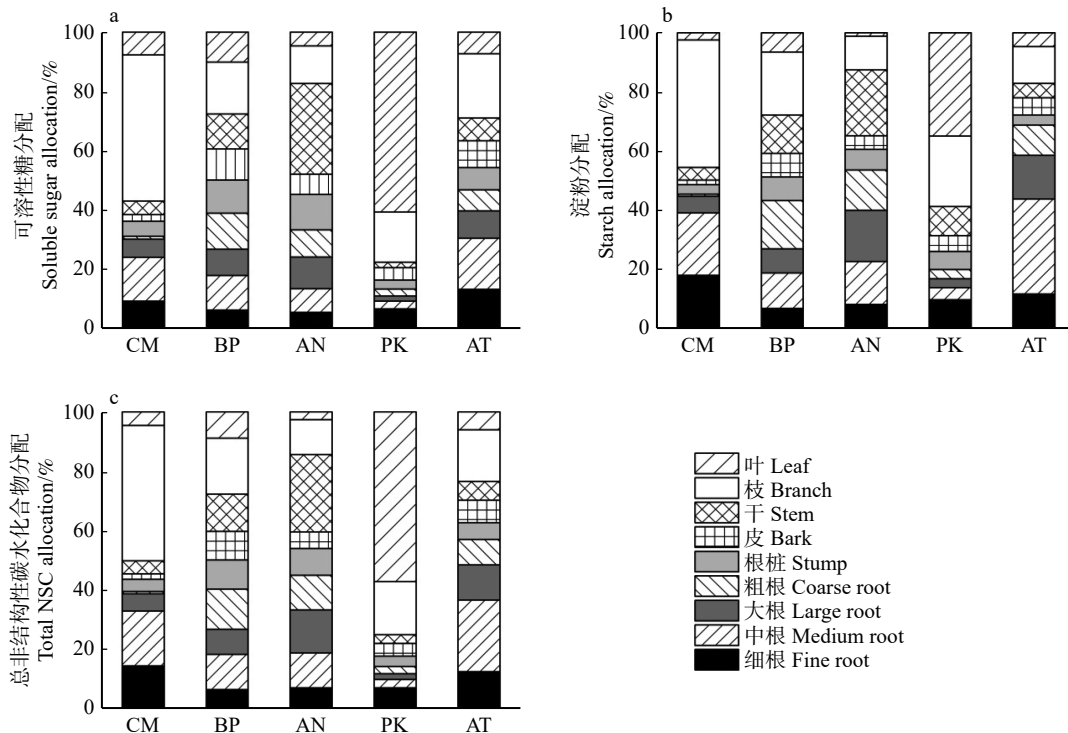 a
100
80
60
40
20
0
可溶性糖分配
Soluble sugar allocation/%
CM BP AN PK AT
b
100
80
60
40
20
0
淀粉分配
Starch allocation/%
CM BP AN PK AT
c
100
80
60
40
20
0
总非结构性碳水化合物分配
Total NSC allocation/%
CM BP AN PK AT
叶 Leaf
枝 Branch
干 Stem
皮 Bark
根桩 Stump
粗根 Coarse root
大根 Large root
中根 Medium root
细根 Fine root